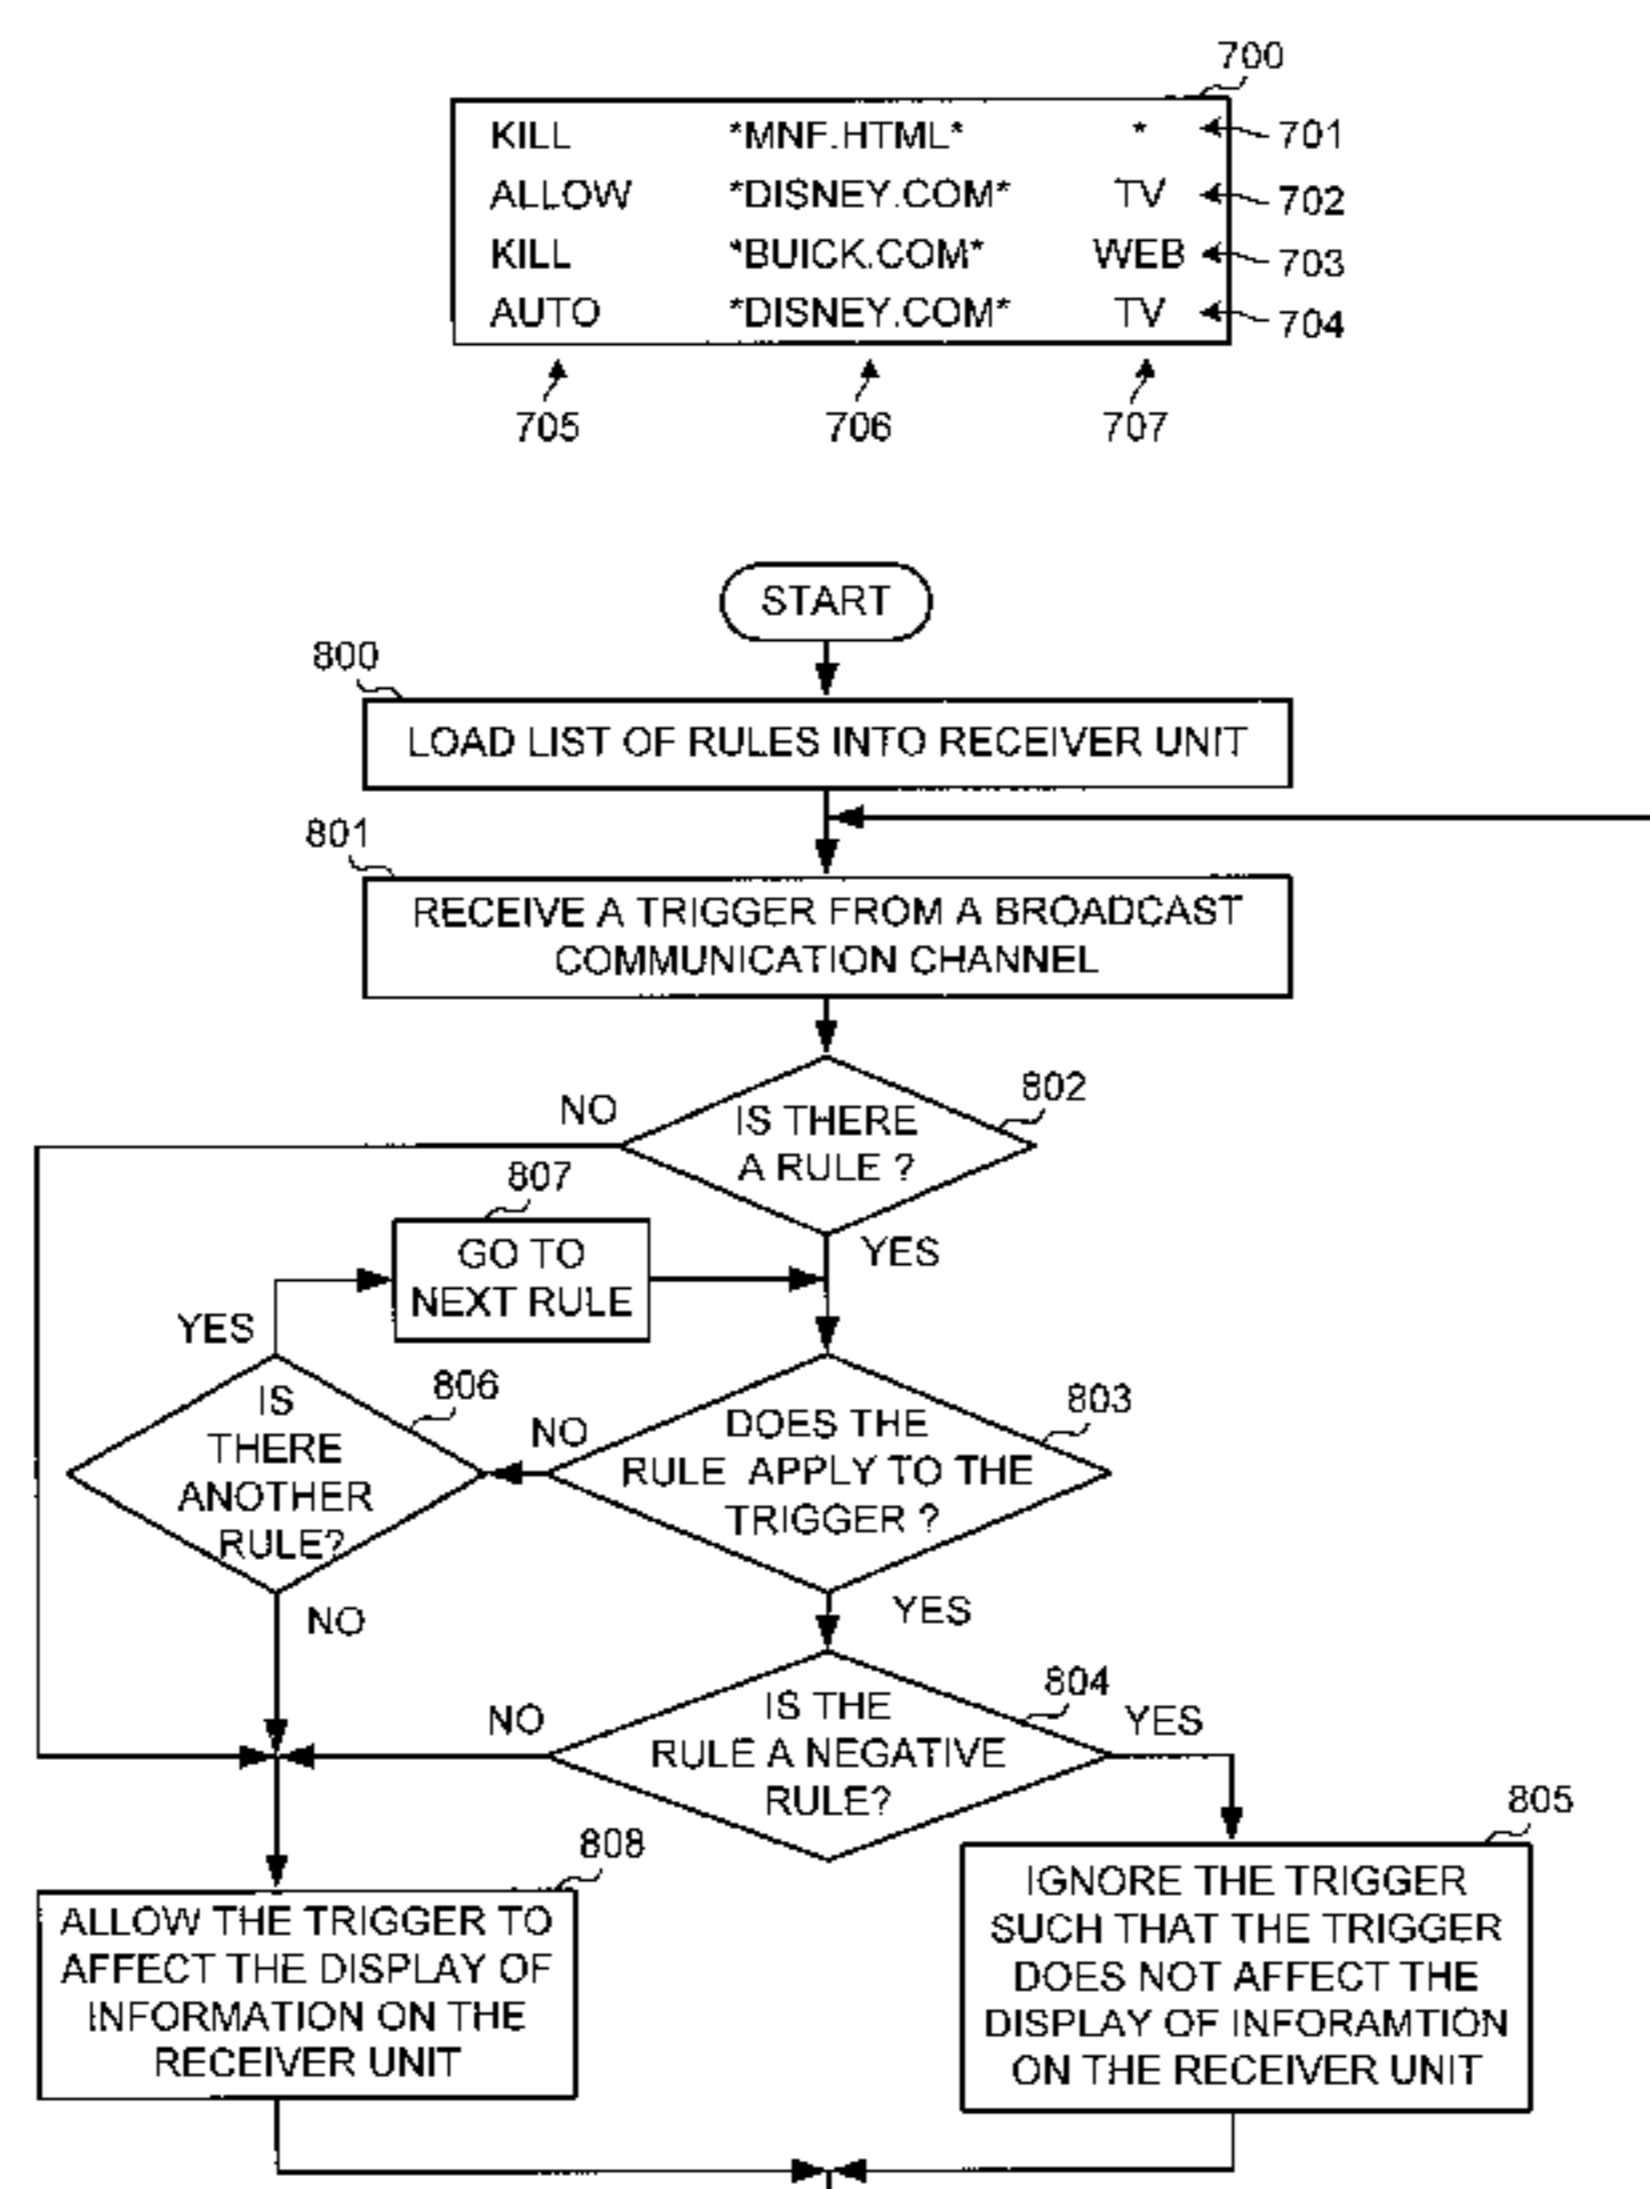 700
KILL *MNF.HTML* * 701
ALLOW *DISNEY.COM* TV 702
KILL *BUICK.COM* WEB 703
AUTO *DISNEY.COM* TV 704
705 706 707
START
800
LOAD LIST OF RULES INTO RECEIVER UNIT
801
RECEIVE A TRIGGER FROM A BROADCAST
COMMUNICATION CHANNEL
802
NO
IS THERE
A RULE ?
YES
807
GO TO
NEXT RULE
YES
806
IS
THERE
ANOTHER
RULE?
NO
803
NO
DOES THE
RULE APPLY TO THE
TRIGGER ?
YES
804
NO
IS THE
RULE A NEGATIVE
RULE?
YES
808
ALLOW THE TRIGGER TO
AFFECT THE DISPLAY OF
INFORMATION ON THE
RECEIVER UNIT
805
IGNORE THE TRIGGER
SUCH THAT THE TRIGGER
DOES NOT AFFECT THE
DISPLAY OF INFORAMTION
ON THE RECEIVER UNIT